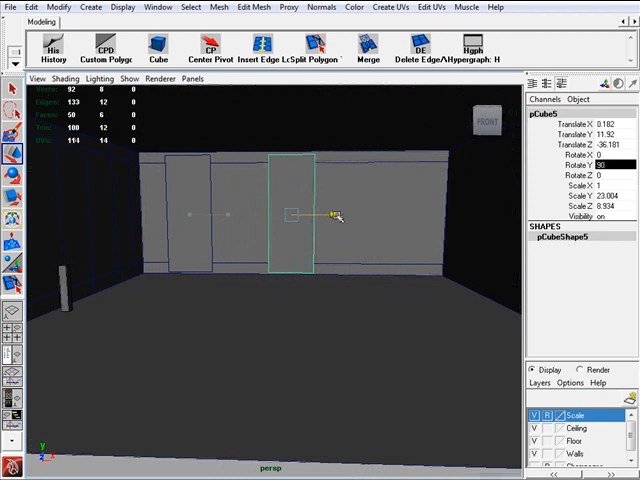 File Edit Modify Create Display Window Assets Select Mesh Edit Mesh Proxy Normals Color Create UVs Edit UVs Muscle Help
Modeling
History Custom Polygo Cube Center Pivot Insert Edge Lo Split Polygon Merge Delete Edge/V Hypergraph: H
His CPD CP DE Hgph
View Shading Lighting Show Renderer Panels
Verts: 92 8 0
Edges: 133 12 0
Faces: 50 6 0
Tris: 100 12 0
UVs: 114 14 0
FRONT
y
z x
persp
Channels Object
pCube5
Translate X 0.182
Translate Y 11.92
Translate Z -36.181
Rotate X 0
Rotate Y 90
Rotate Z 0
Scale X 1
Scale Y 23.004
Scale Z 8.934
Visibility on
SHAPES
pCubeShape5
Display Render
Layers Options Help
V R Scale
V Ceiling
V Floor
V Walls